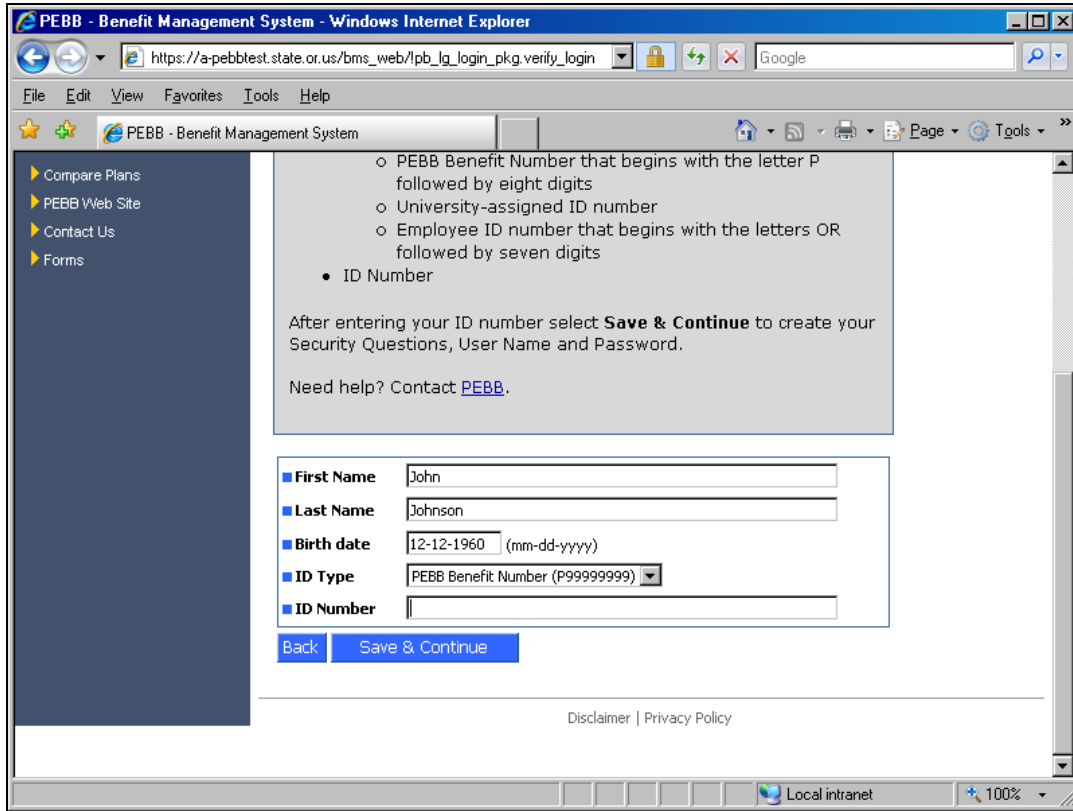 PEBB - Benefit Management System - Windows Internet Explorer
https://a-pebbtest.state.or.us/bms_web/!pb_lg_login_pkg.verify_login
Google
File Edit View Favorites Tools Help
PEBB - Benefit Management System
Page Tools »
Compare Plans
PEBB Web Site
Contact Us
Forms
PEBB Benefit Number that begins with the letter P
followed by eight digits
University-assigned ID number
Employee ID number that begins with the letters OR
followed by seven digits
ID Number
After entering your ID number select Save & Continue to create your
Security Questions, User Name and Password.
Need help? Contact PEBB.
First Name John
Last Name Johnson
Birth date 12-12-1960 (mm-dd-yyyy)
ID Type PEBB Benefit Number (P99999999)
ID Number
Back Save & Continue
Disclaimer | Privacy Policy
Local intranet 100%